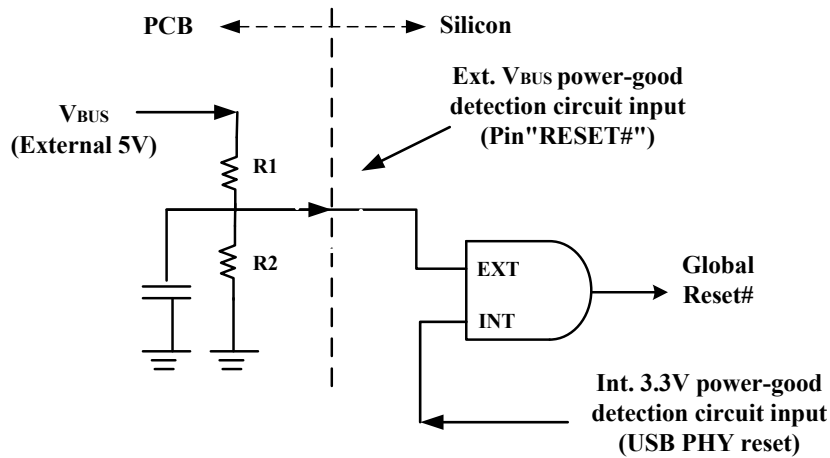 PCB
Silicon
Ext. VBUS power-good
detection circuit input
(Pin"RESET#")
VBUS
(External 5V)
R1
R2
EXT
INT
Global
Reset#
Int. 3.3V power-good
detection circuit input
(USB PHY reset)